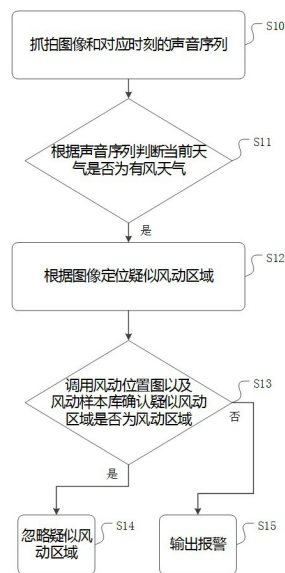 抓拍图像和对应时刻的声音序列
S10
根据声音序列判断当前天
气是否为有风天气
S11
是
根据图像定位疑似风动区域
S12
调用风动位置图以及
风动样本库确认疑似风动
区域是否为风动区域
S13
否
是
忽略疑似风
动区域
S14
输出报警
S15